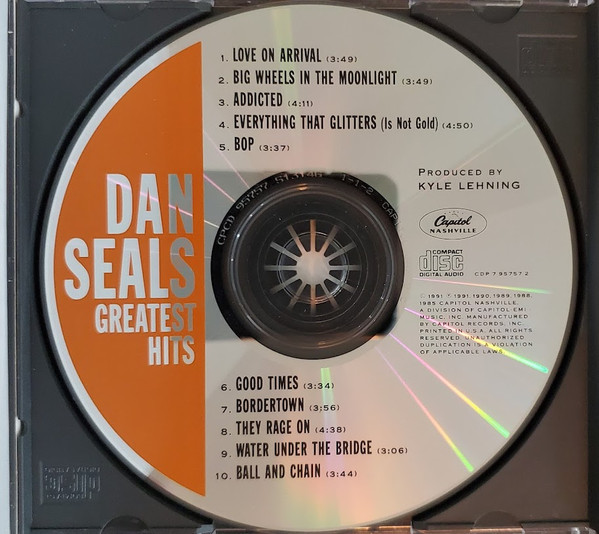 1. LOVE ON ARRIVAL (3:49)
2. BIG WHEELS IN THE MOONLIGHT (3:49)
3. ADDICTED (4:11)
4. EVERYTHING THAT GLITTERS (Is Not Gold) (4:50)
5. BOP (3:37)
DAN
SEALS
GREATEST
HITS
PRODUCED BY
KYLE LEHNING
Capitol
NASHVILLE
COMPACT
disc
DIGITAL AUDIO
CDP 7 95757 2
℗ 1991 © 1991, 1990, 1989, 1988,
1985 CAPITOL NASHVILLE,
A DIVISION OF CAPITOL-EMI
MUSIC, INC. MANUFACTURED
BY CAPITOL RECORDS, INC.
PRINTED IN U.S.A. ALL RIGHTS
RESERVED. UNAUTHORIZED
DUPLICATION IS A VIOLATION
OF APPLICABLE LAWS.
6. GOOD TIMES (3:34)
7. BORDERTOWN (3:56)
8. THEY RAGE ON (4:38)
9. WATER UNDER THE BRIDGE (3:06)
10. BALL AND CHAIN (3:44)